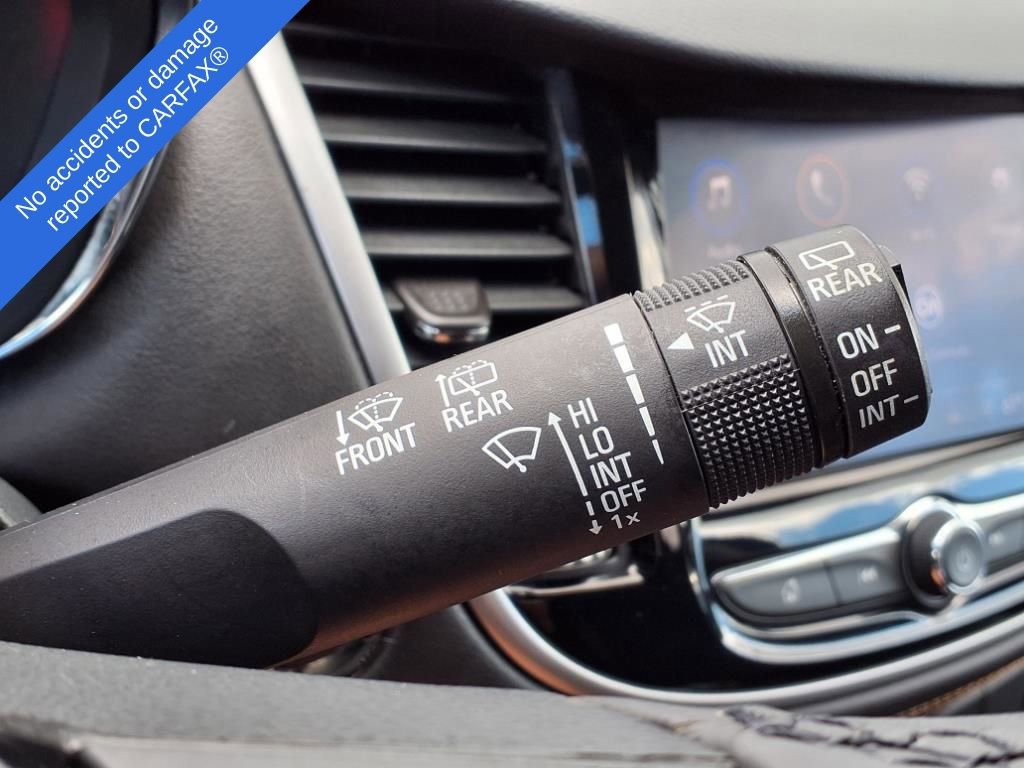 No accidents or damage
reported to CARFAX®
FRONT
REAR
HI
LO
INT
OFF
1x
INT
REAR
ON
OFF
INT